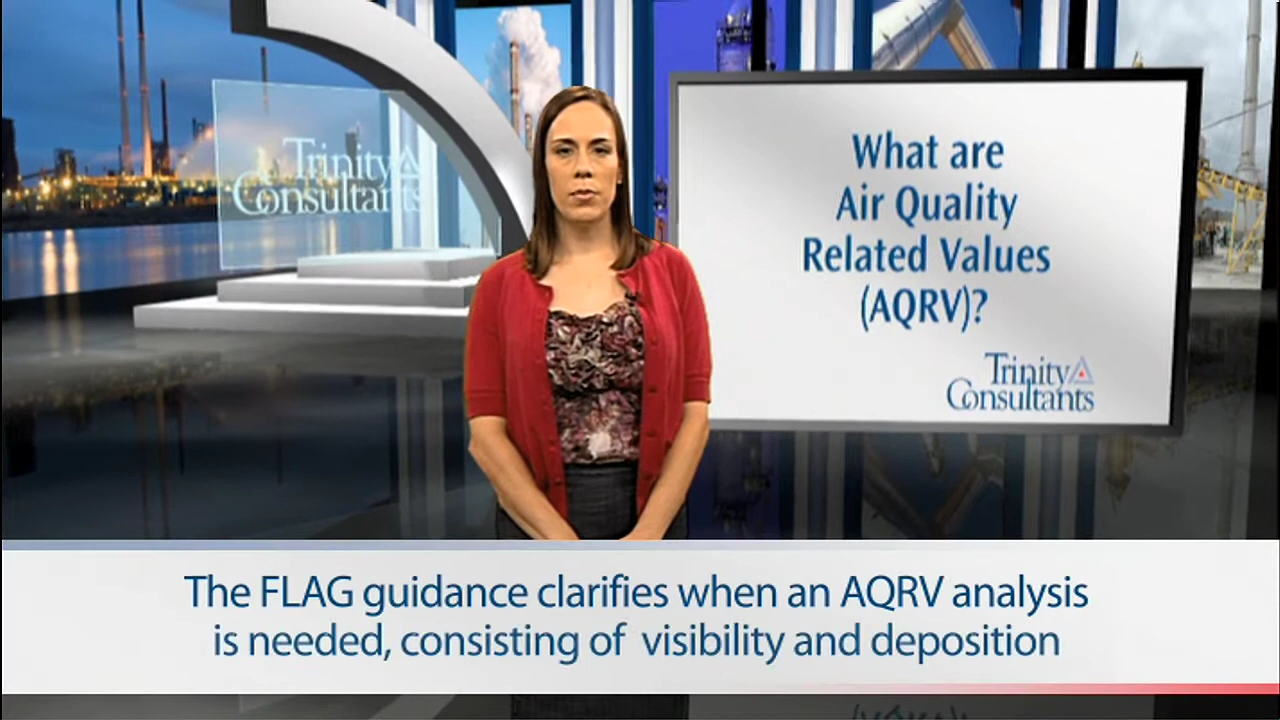 Trinity
Consultants
What are
Air Quality
Related Values
(AQRV)?
Trinity
Consultants
The FLAG guidance clarifies when an AQRV analysis
is needed, consisting of visibility and deposition